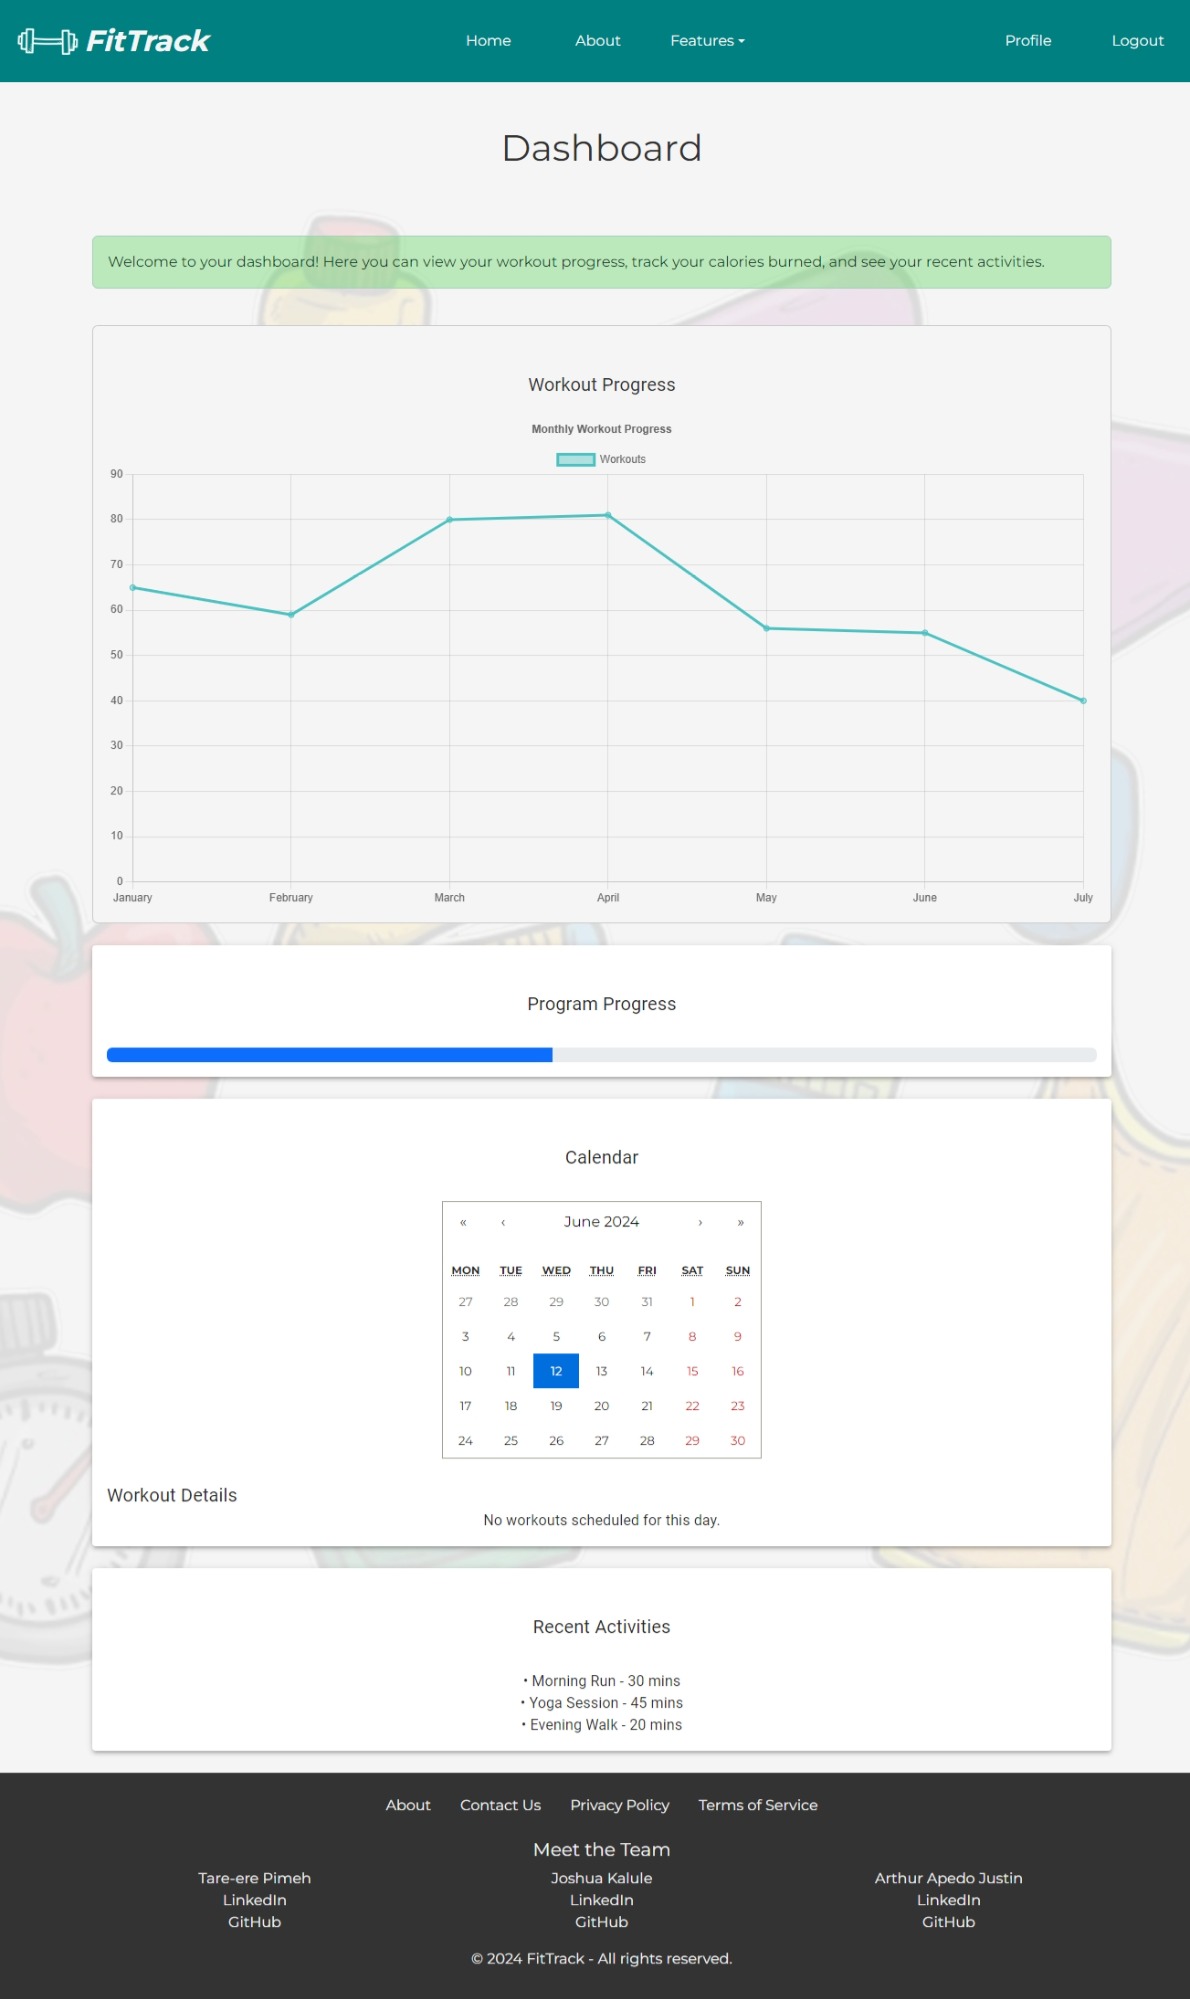 FitTrack Home About Features Profile Logout
Dashboard
Welcome to your dashboard! Here you can view your workout progress, track your calories burned, and see your recent activities.
Workout Progress
Monthly Workout Progress
Workouts
90
80
70
60
50
40
30
20
10
0
January February March April May June July
Program Progress
Calendar
« ‹ June 2024 › »
MON TUE WED THU FRI SAT SUN
27 28 29 30 31 1 2
3 4 5 6 7 8 9
10 11 12 13 14 15 16
17 18 19 20 21 22 23
24 25 26 27 28 29 30
Workout Details
No workouts scheduled for this day.
Recent Activities
• Morning Run - 30 mins
• Yoga Session - 45 mins
• Evening Walk - 20 mins
About Contact Us Privacy Policy Terms of Service
Meet the Team
Tare-ere Pimeh Joshua Kalule Arthur Apedo Justin
LinkedIn LinkedIn LinkedIn
GitHub GitHub GitHub
© 2024 FitTrack - All rights reserved.